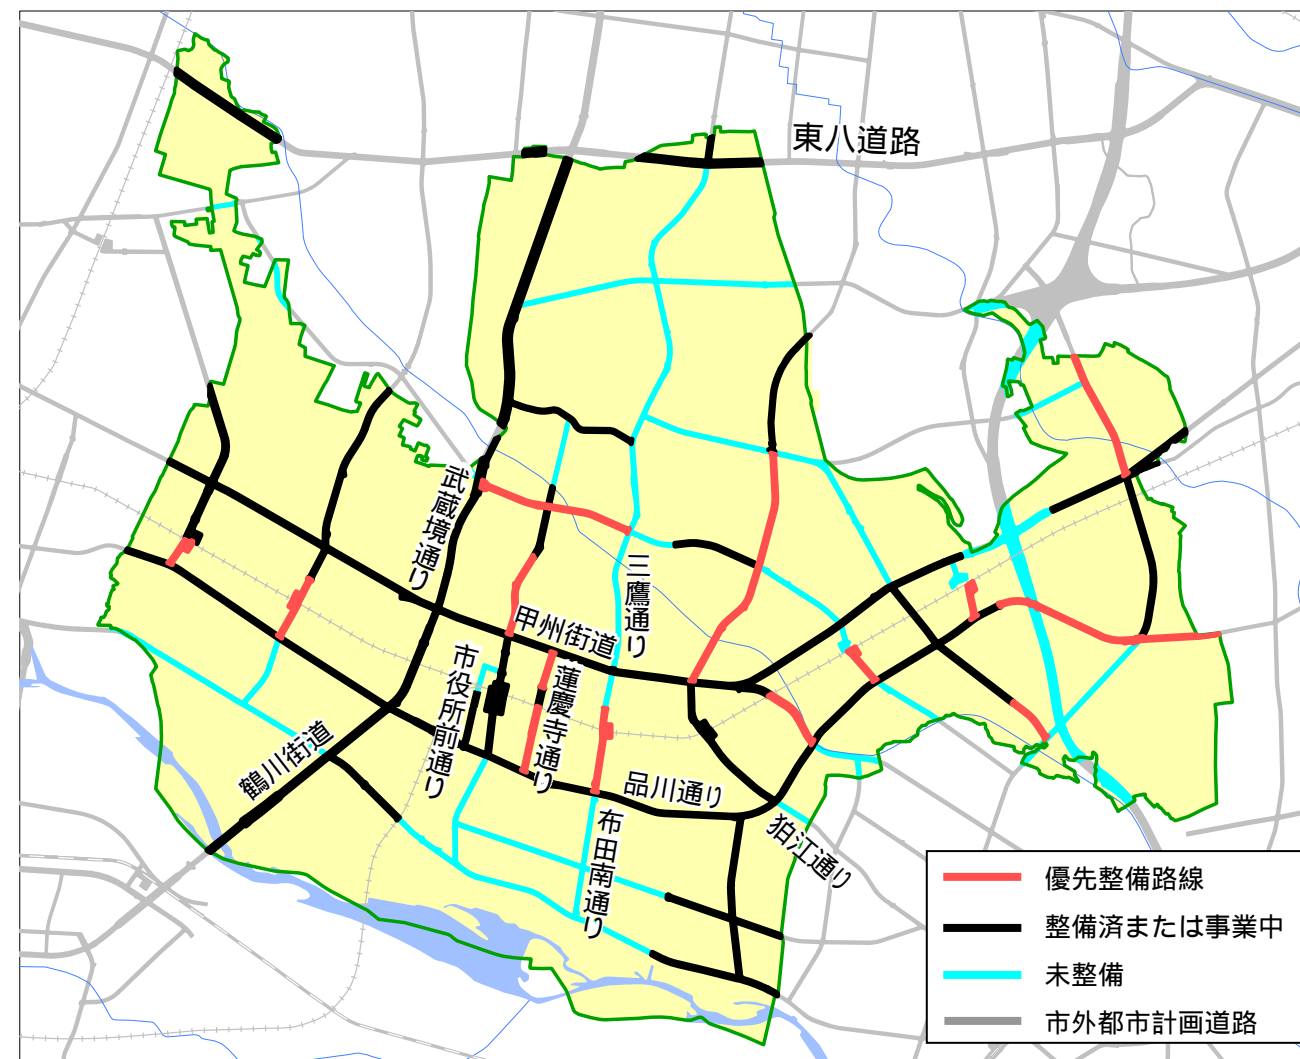 東八道路
武蔵境通り
三鷹通り
甲州街道
市役所前通り
蓮慶寺通り
鶴川街道
品川通り
布田南通り
狛江通り
優先整備路線
整備済または事業中
未整備
市外都市計画道路